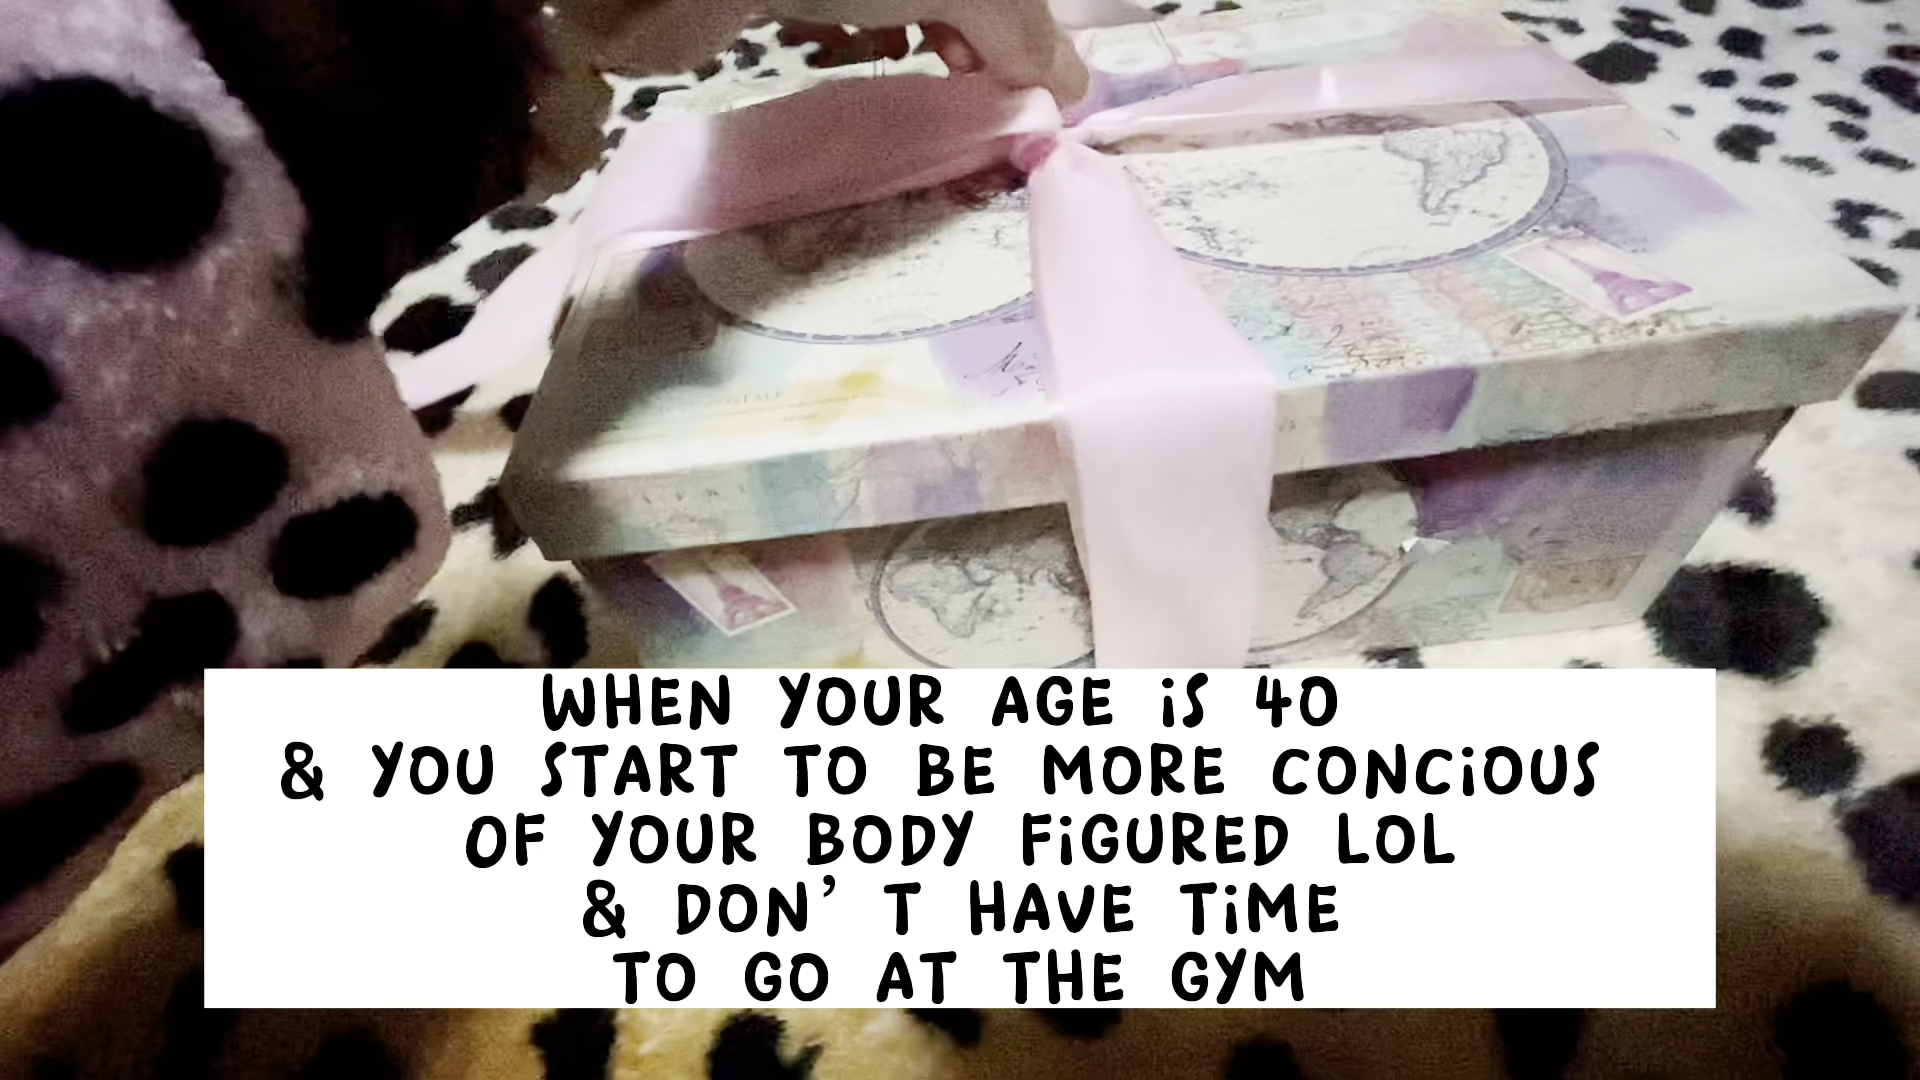 WHEN YOUR AGE iS 40
& YOU START TO BE MORE CONCiOUS
OF YOUR BODY FiGURED LOL
& DON' T HAVE TiME
TO GO AT THE GYM